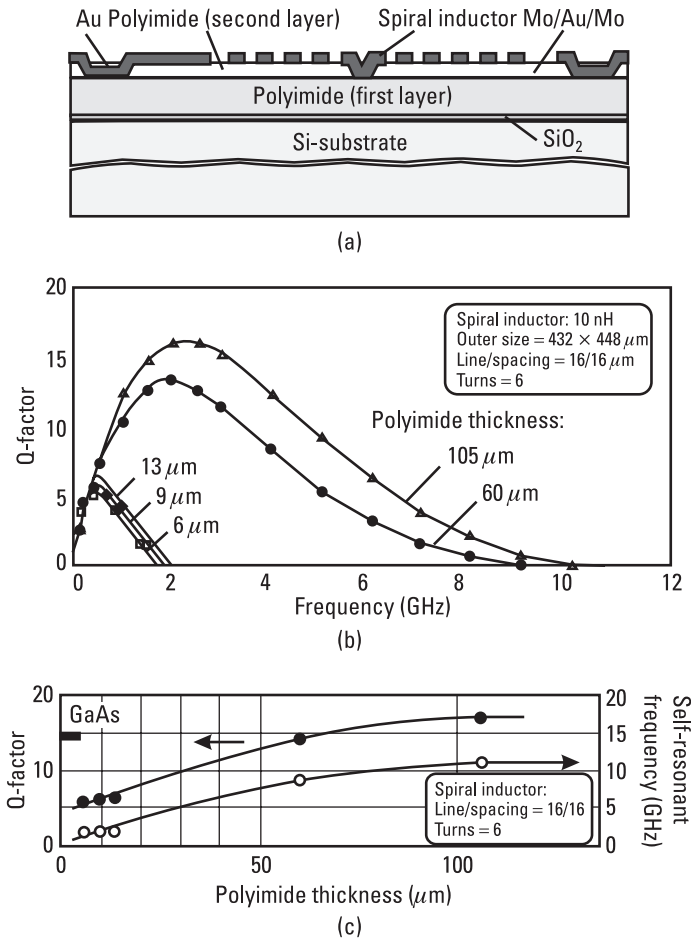 Au Polyimide (second layer)
Spiral inductor Mo/Au/Mo
Polyimide (first layer)
SiO2
Si-substrate
(a)
20
15
10
5
0
Q-factor
Spiral inductor: 10 nH
Outer size = 432 × 448 μm
Line/spacing = 16/16 μm
Turns = 6
Polyimide thickness:
105 μm
60 μm
13 μm
9 μm
6 μm
0 2 4 6 8 10 12
Frequency (GHz)
(b)
20
10
0
Q-factor
GaAs
20
15
10
5
0
Self-resonant
frequency (GHz)
Spiral inductor:
Line/spacing = 16/16
Turns = 6
0 50 100
Polyimide thickness (μm)
(c)